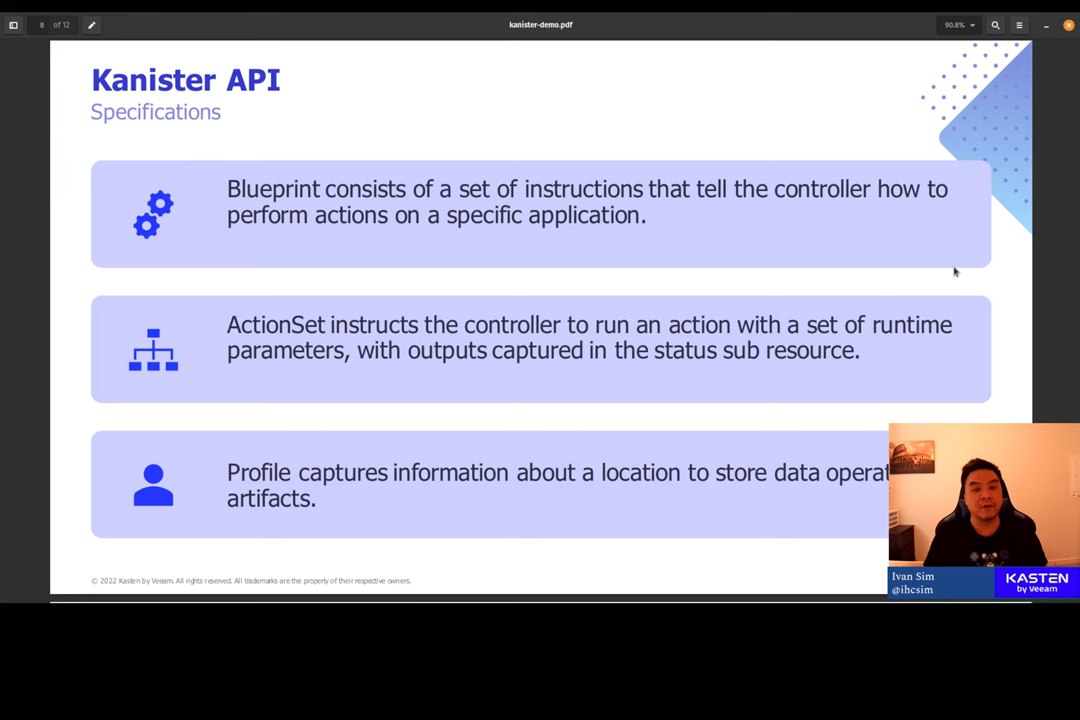 8 of 12
kanister-demo.pdf
90.8%
Kanister API
Specifications
Blueprint consists of a set of instructions that tell the controller how to
perform actions on a specific application.
ActionSet instructs the controller to run an action with a set of runtime
parameters, with outputs captured in the status sub resource.
Profile captures information about a location to store data operat
artifacts.
© 2022 Kasten by Veeam. All rights reserved. All trademarks are the property of their respective owners.
Ivan Sim
@ihcsim
KASTEN
by Veeam